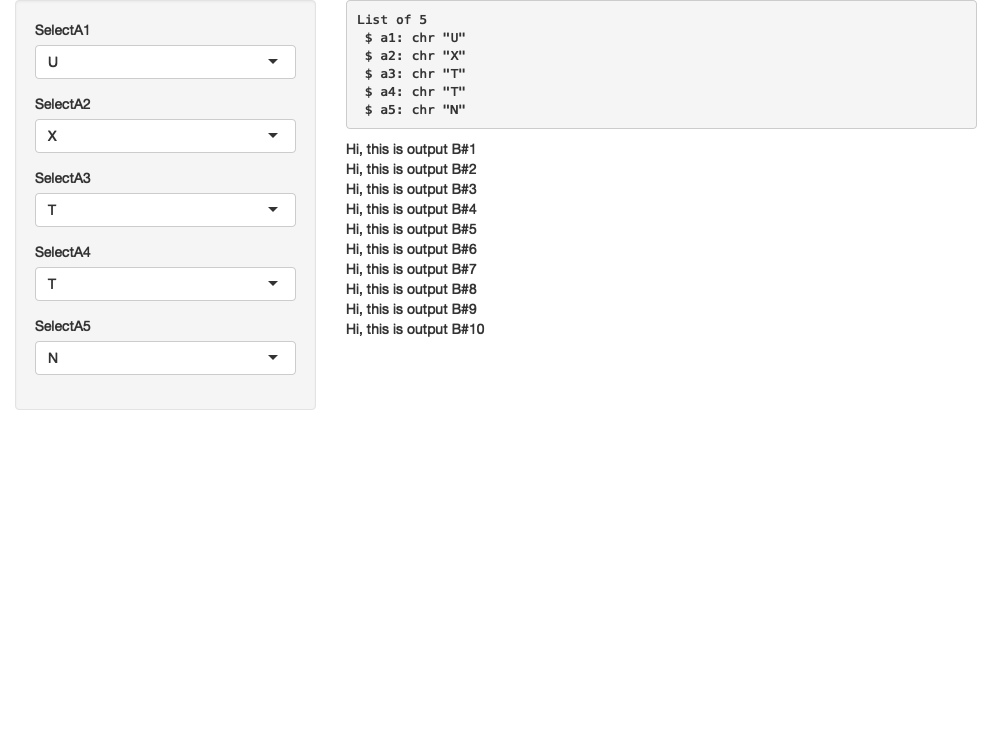 SelectA1
U
SelectA2
X
SelectA3
T
SelectA4
T
SelectA5
N
List of 5
 $ a1: chr "U"
 $ a2: chr "X"
 $ a3: chr "T"
 $ a4: chr "T"
 $ a5: chr "N"
Hi, this is output B#1
Hi, this is output B#2
Hi, this is output B#3
Hi, this is output B#4
Hi, this is output B#5
Hi, this is output B#6
Hi, this is output B#7
Hi, this is output B#8
Hi, this is output B#9
Hi, this is output B#10